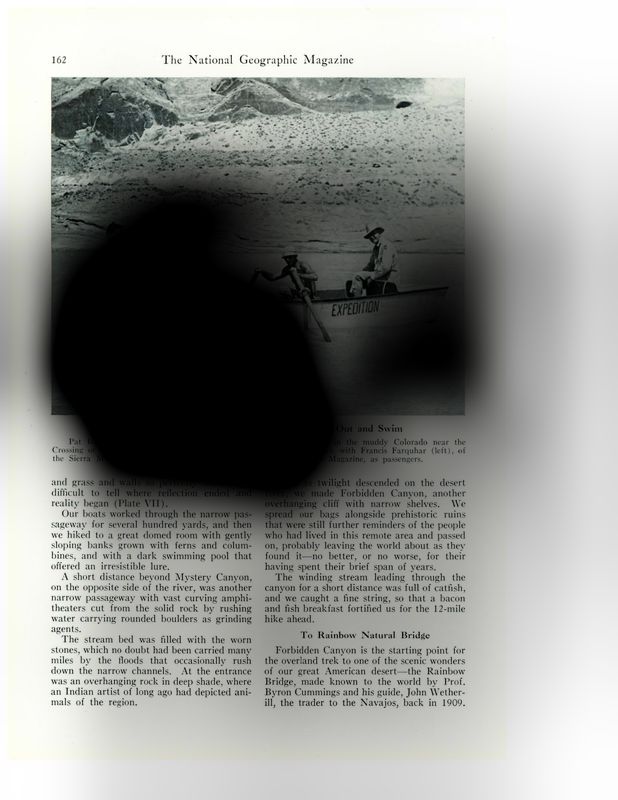 162
The National Geographic Magazine
EXPEDITION
Out and Swim
Pat in the muddy Colorado near the
Crossing with Francis Farquhar (left), of
the Sierra Magazine, as passengers.
and grass and walls so
difficult to tell where reflection ended and
reality began (Plate VII).
Our boats worked through the narrow pas-
sageway for several hundred yards, and then
we hiked to a great domed room with gently
sloping banks grown with ferns and colum-
bines, and with a dark swimming pool that
offered an irresistible lure.
A short distance beyond Mystery Canyon,
on the opposite side of the river, was another
narrow passageway with vast curving amphi-
theaters cut from the solid rock by rushing
water carrying rounded boulders as grinding
agents.
The stream bed was filled with the worn
stones, which no doubt had been carried many
miles by the floods that occasionally rush
down the narrow channels. At the entrance
was an overhanging rock in deep shade, where
an Indian artist of long ago had depicted ani-
mals of the region.
twilight descended on the desert
we made Forbidden Canyon, another
overhanging cliff with narrow shelves. We
spread our bags alongside prehistoric ruins
that were still further reminders of the people
who had lived in this remote area and passed
on, probably leaving the world about as they
found it—no better, or no worse, for their
having spent their brief span of years.
The winding stream leading through the
canyon for a short distance was full of catfish,
and we caught a fine string, so that a bacon
and fish breakfast fortified us for the 12-mile
hike ahead.
To Rainbow Natural Bridge
Forbidden Canyon is the starting point for
the overland trek to one of the scenic wonders
of our great American desert—the Rainbow
Bridge, made known to the world by Prof.
Byron Cummings and his guide, John Wether-
ill, the trader to the Navajos, back in 1909.